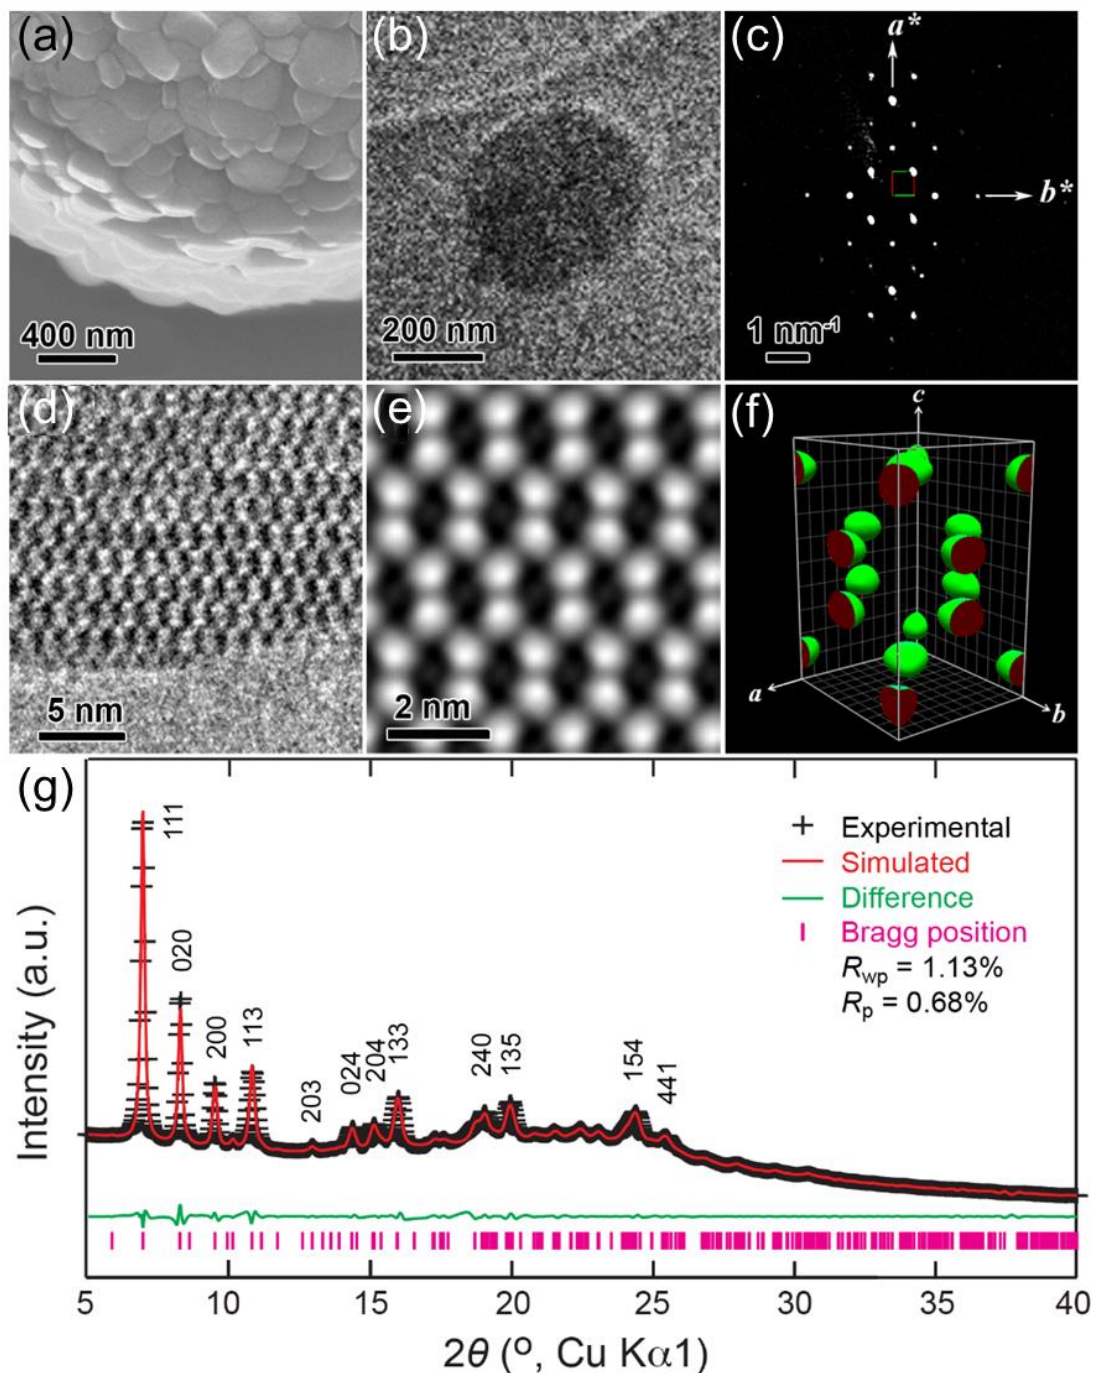 (a)
400 nm
(b)
200 nm
(c)
a*
b*
1 nm-1
(d)
5 nm
(e)
2 nm
(f)
c
a
b
(g)
Intensity (a.u.)
111
020
200
113
203
024
204
133
240
135
154
441
Experimental
Simulated
Difference
Bragg position
Rwp = 1.13%
Rp = 0.68%
5 10 15 20 25 30 35 40
2θ (º, Cu Kα1)